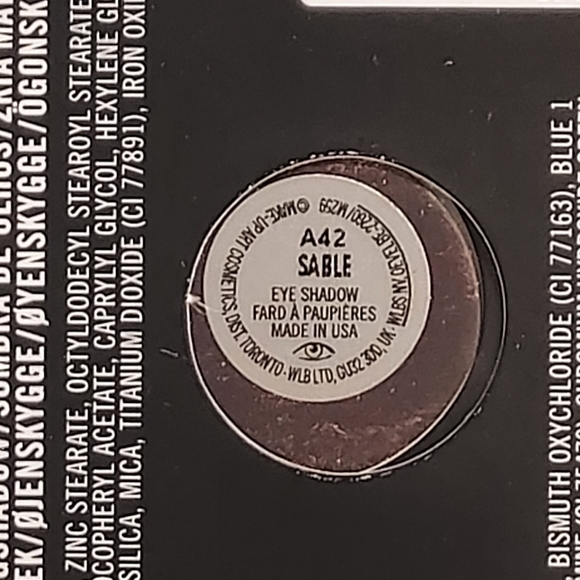 A42
SABLE
EYE SHADOW
FARD À PAUPIÈRES
MADE IN USA
© MAKE-UP ART COSMETICS, DIST. TORONTO - WLB LTD, GU32 3DD, UK
EK/ØJENSKYGGE/ØYENSKYGGE/ÖGONSK
ZINC STEARATE, OCTYLDODECYL STEAROYL STEARATE
COPHERYL ACETATE, CAPRYLYL GLYCOL, HEXYLENE GL
SILICA, MICA, TITANIUM DIOXIDE (CI 77891), IRON OXI
BISMUTH OXYCHLORIDE (CI 77163), BLUE 1